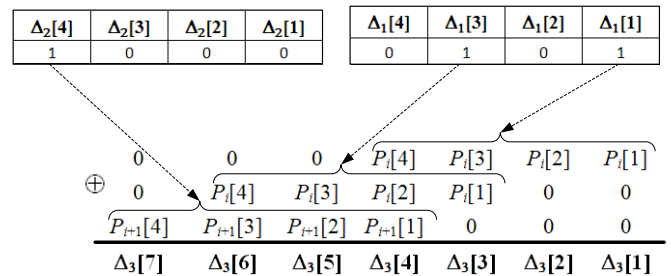 Δ₂[4] Δ₂[3] Δ₂[2] Δ₂[1]
1 0 0 0
Δ₁[4] Δ₁[3] Δ₁[2] Δ₁[1]
0 1 0 1
0 0 0 Pᵢ[4] Pᵢ[3] Pᵢ[2] Pᵢ[1]
⊕ 0 Pᵢ[4] Pᵢ[3] Pᵢ[2] Pᵢ[1] 0 0
Pᵢ₊₁[4] Pᵢ₊₁[3] Pᵢ₊₁[2] Pᵢ₊₁[1] 0 0 0
Δ₃[7] Δ₃[6] Δ₃[5] Δ₃[4] Δ₃[3] Δ₃[2] Δ₃[1]